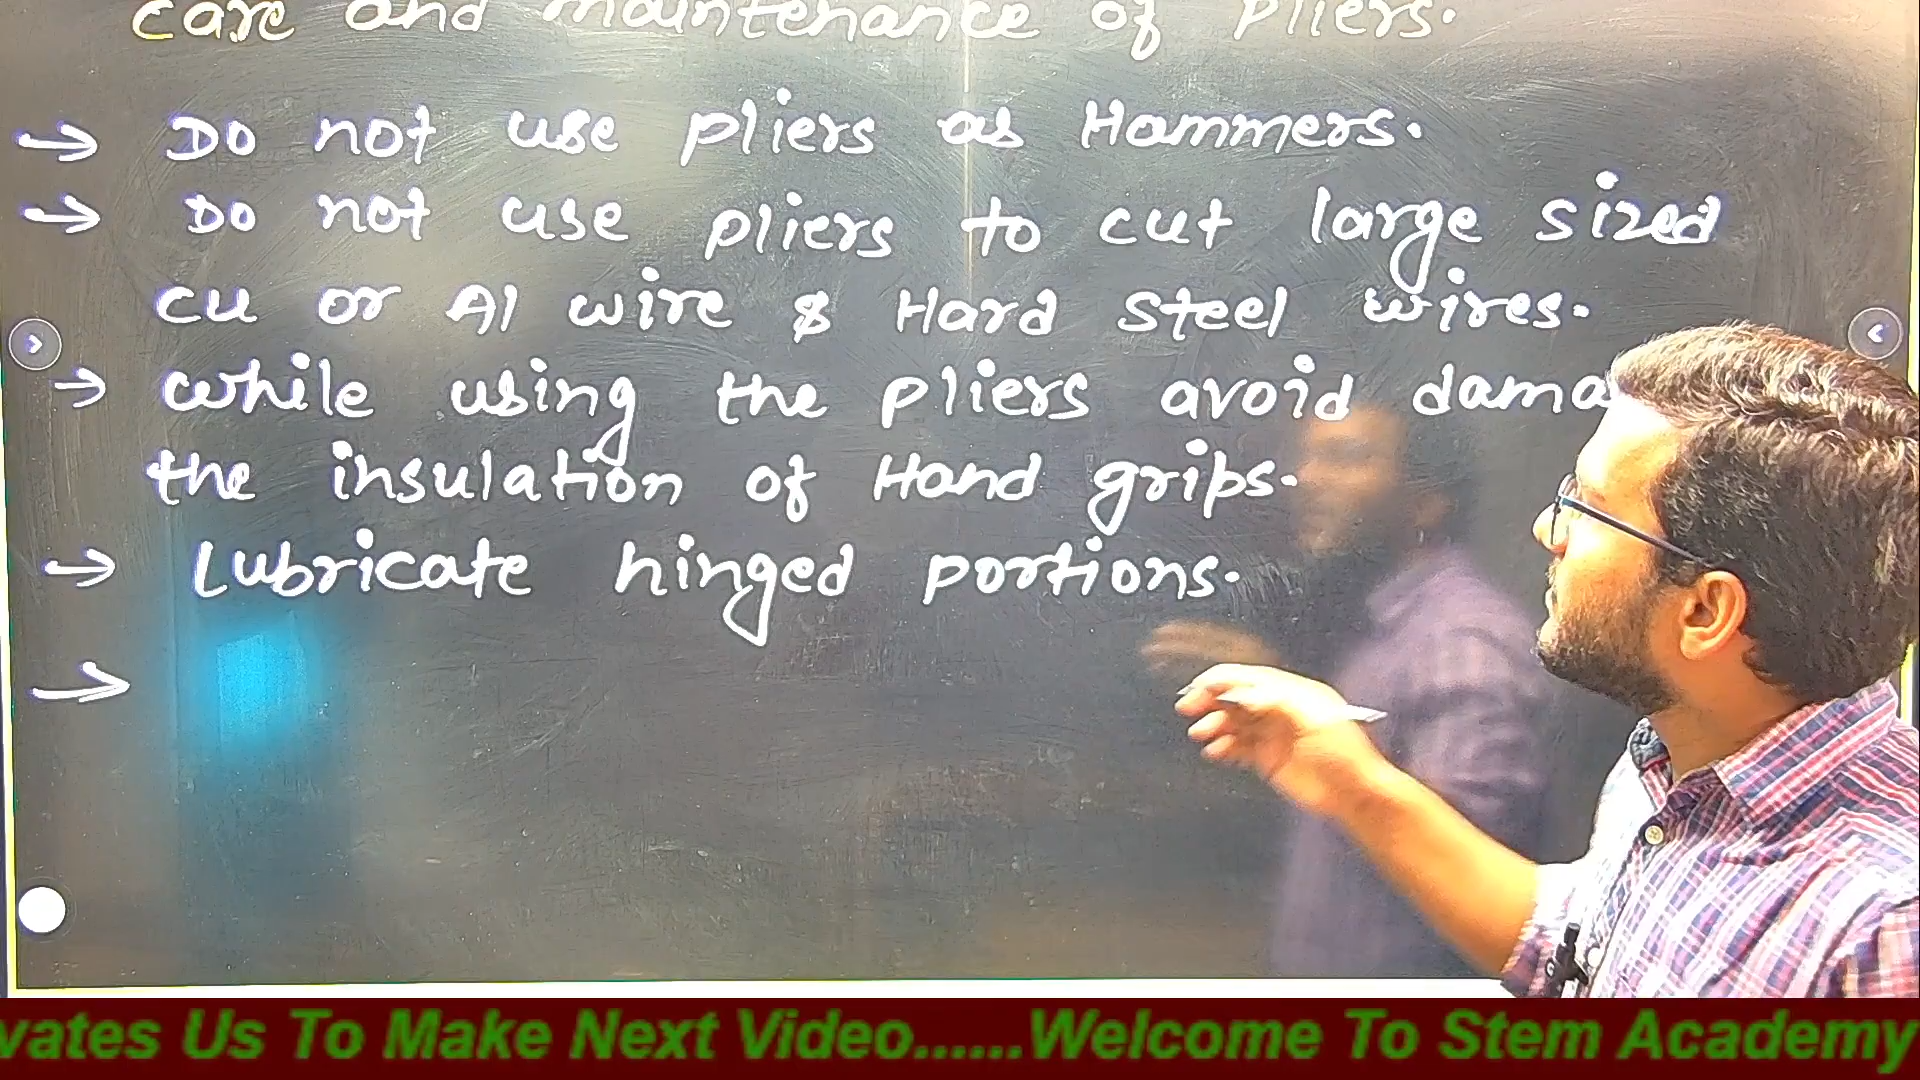 care and maintenance of pliers.
→ Do not use pliers as Hammers.
→ Do not use pliers to cut large sized
cu or Al wire & Hard steel wires.
→ while using the pliers avoid dama
the insulation of Hand grips.
→ Lubricate hinged portions.
→
vates Us To Make Next Video......Welcome To Stem Academy